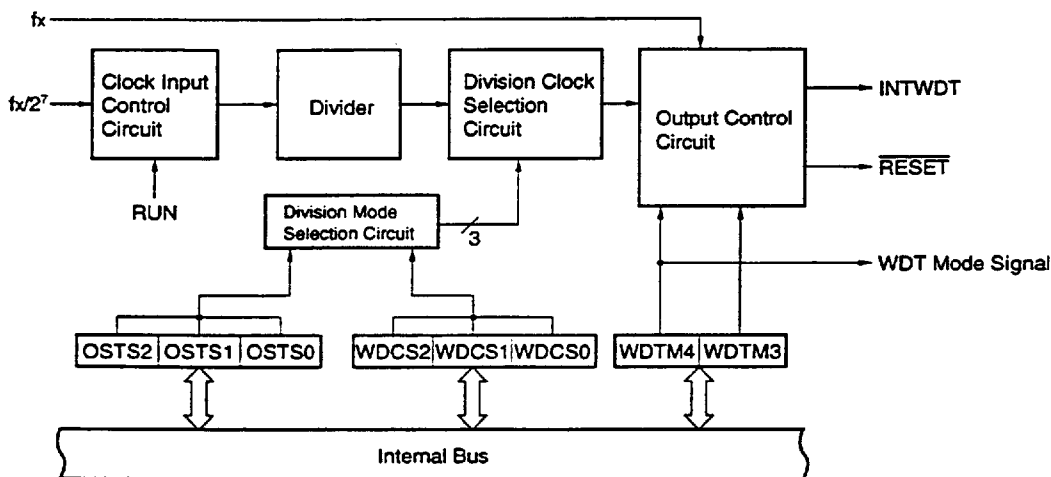 fx
fx/2⁷
Clock Input
Control
Circuit
Divider
Division Clock
Selection
Circuit
Output Control
Circuit
INTWDT
RESET
RUN
Division Mode
Selection Circuit
3
WDT Mode Signal
OSTS2 OSTS1 OSTS0
WDCS2 WDCS1 WDCS0
WDTM4 WDTM3
Internal Bus